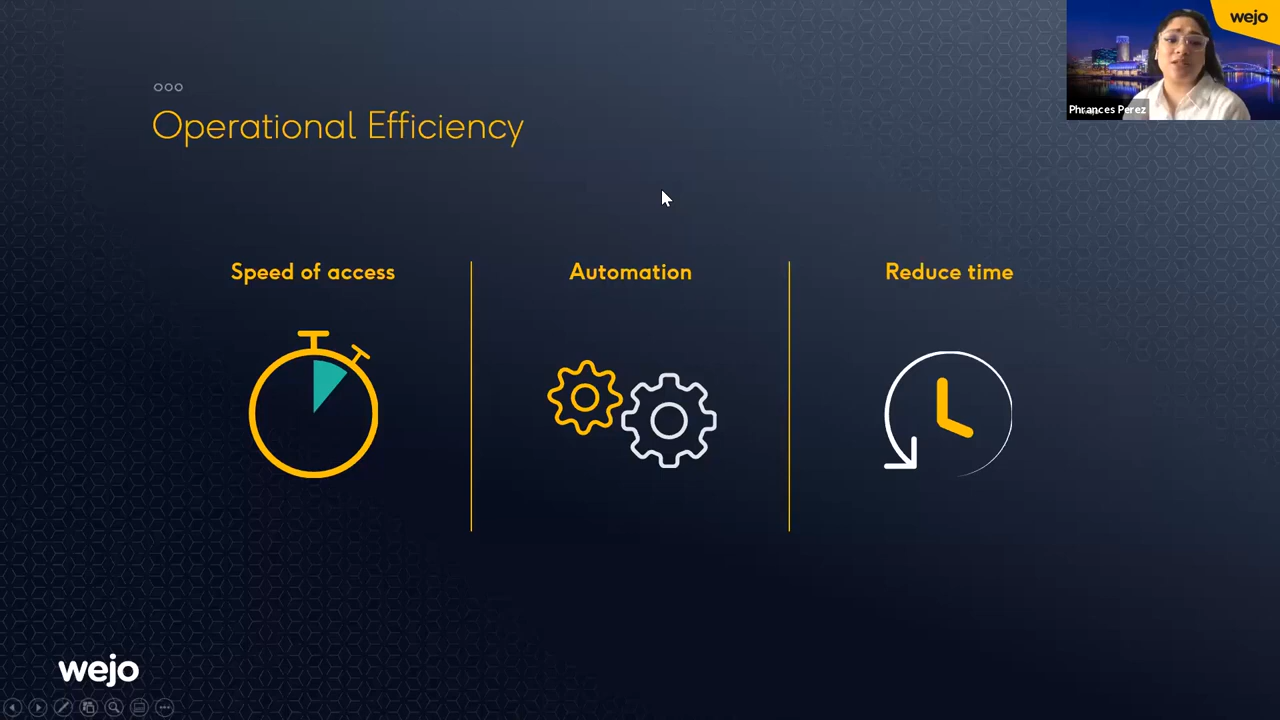 wejo
Phrances Perez
Operational Efficiency
Speed of access
Automation
Reduce time
wejo